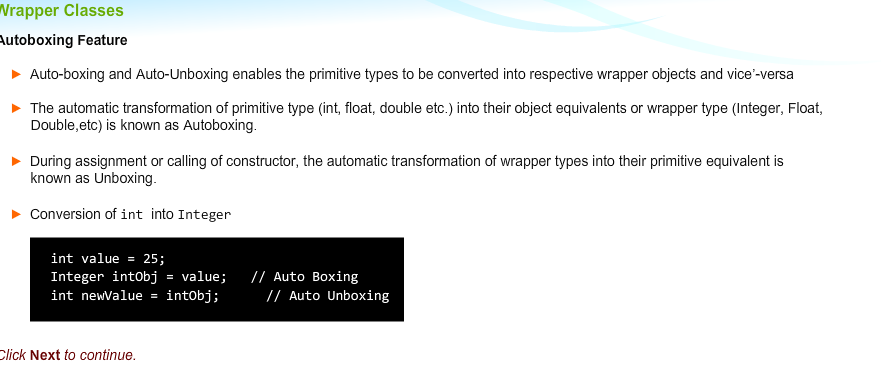 Wrapper Classes
Autoboxing Feature
Auto-boxing and Auto-Unboxing enables the primitive types to be converted into respective wrapper objects and vice'-versa
The automatic transformation of primitive type (int, float, double etc.) into their object equivalents or wrapper type (Integer, Float,
Double,etc) is known as Autoboxing.
During assignment or calling of constructor, the automatic transformation of wrapper types into their primitive equivalent is
known as Unboxing.
Conversion of int into Integer
int value = 25;
Integer intObj = value; // Auto Boxing
int newValue = intObj; // Auto Unboxing
Click Next to continue.